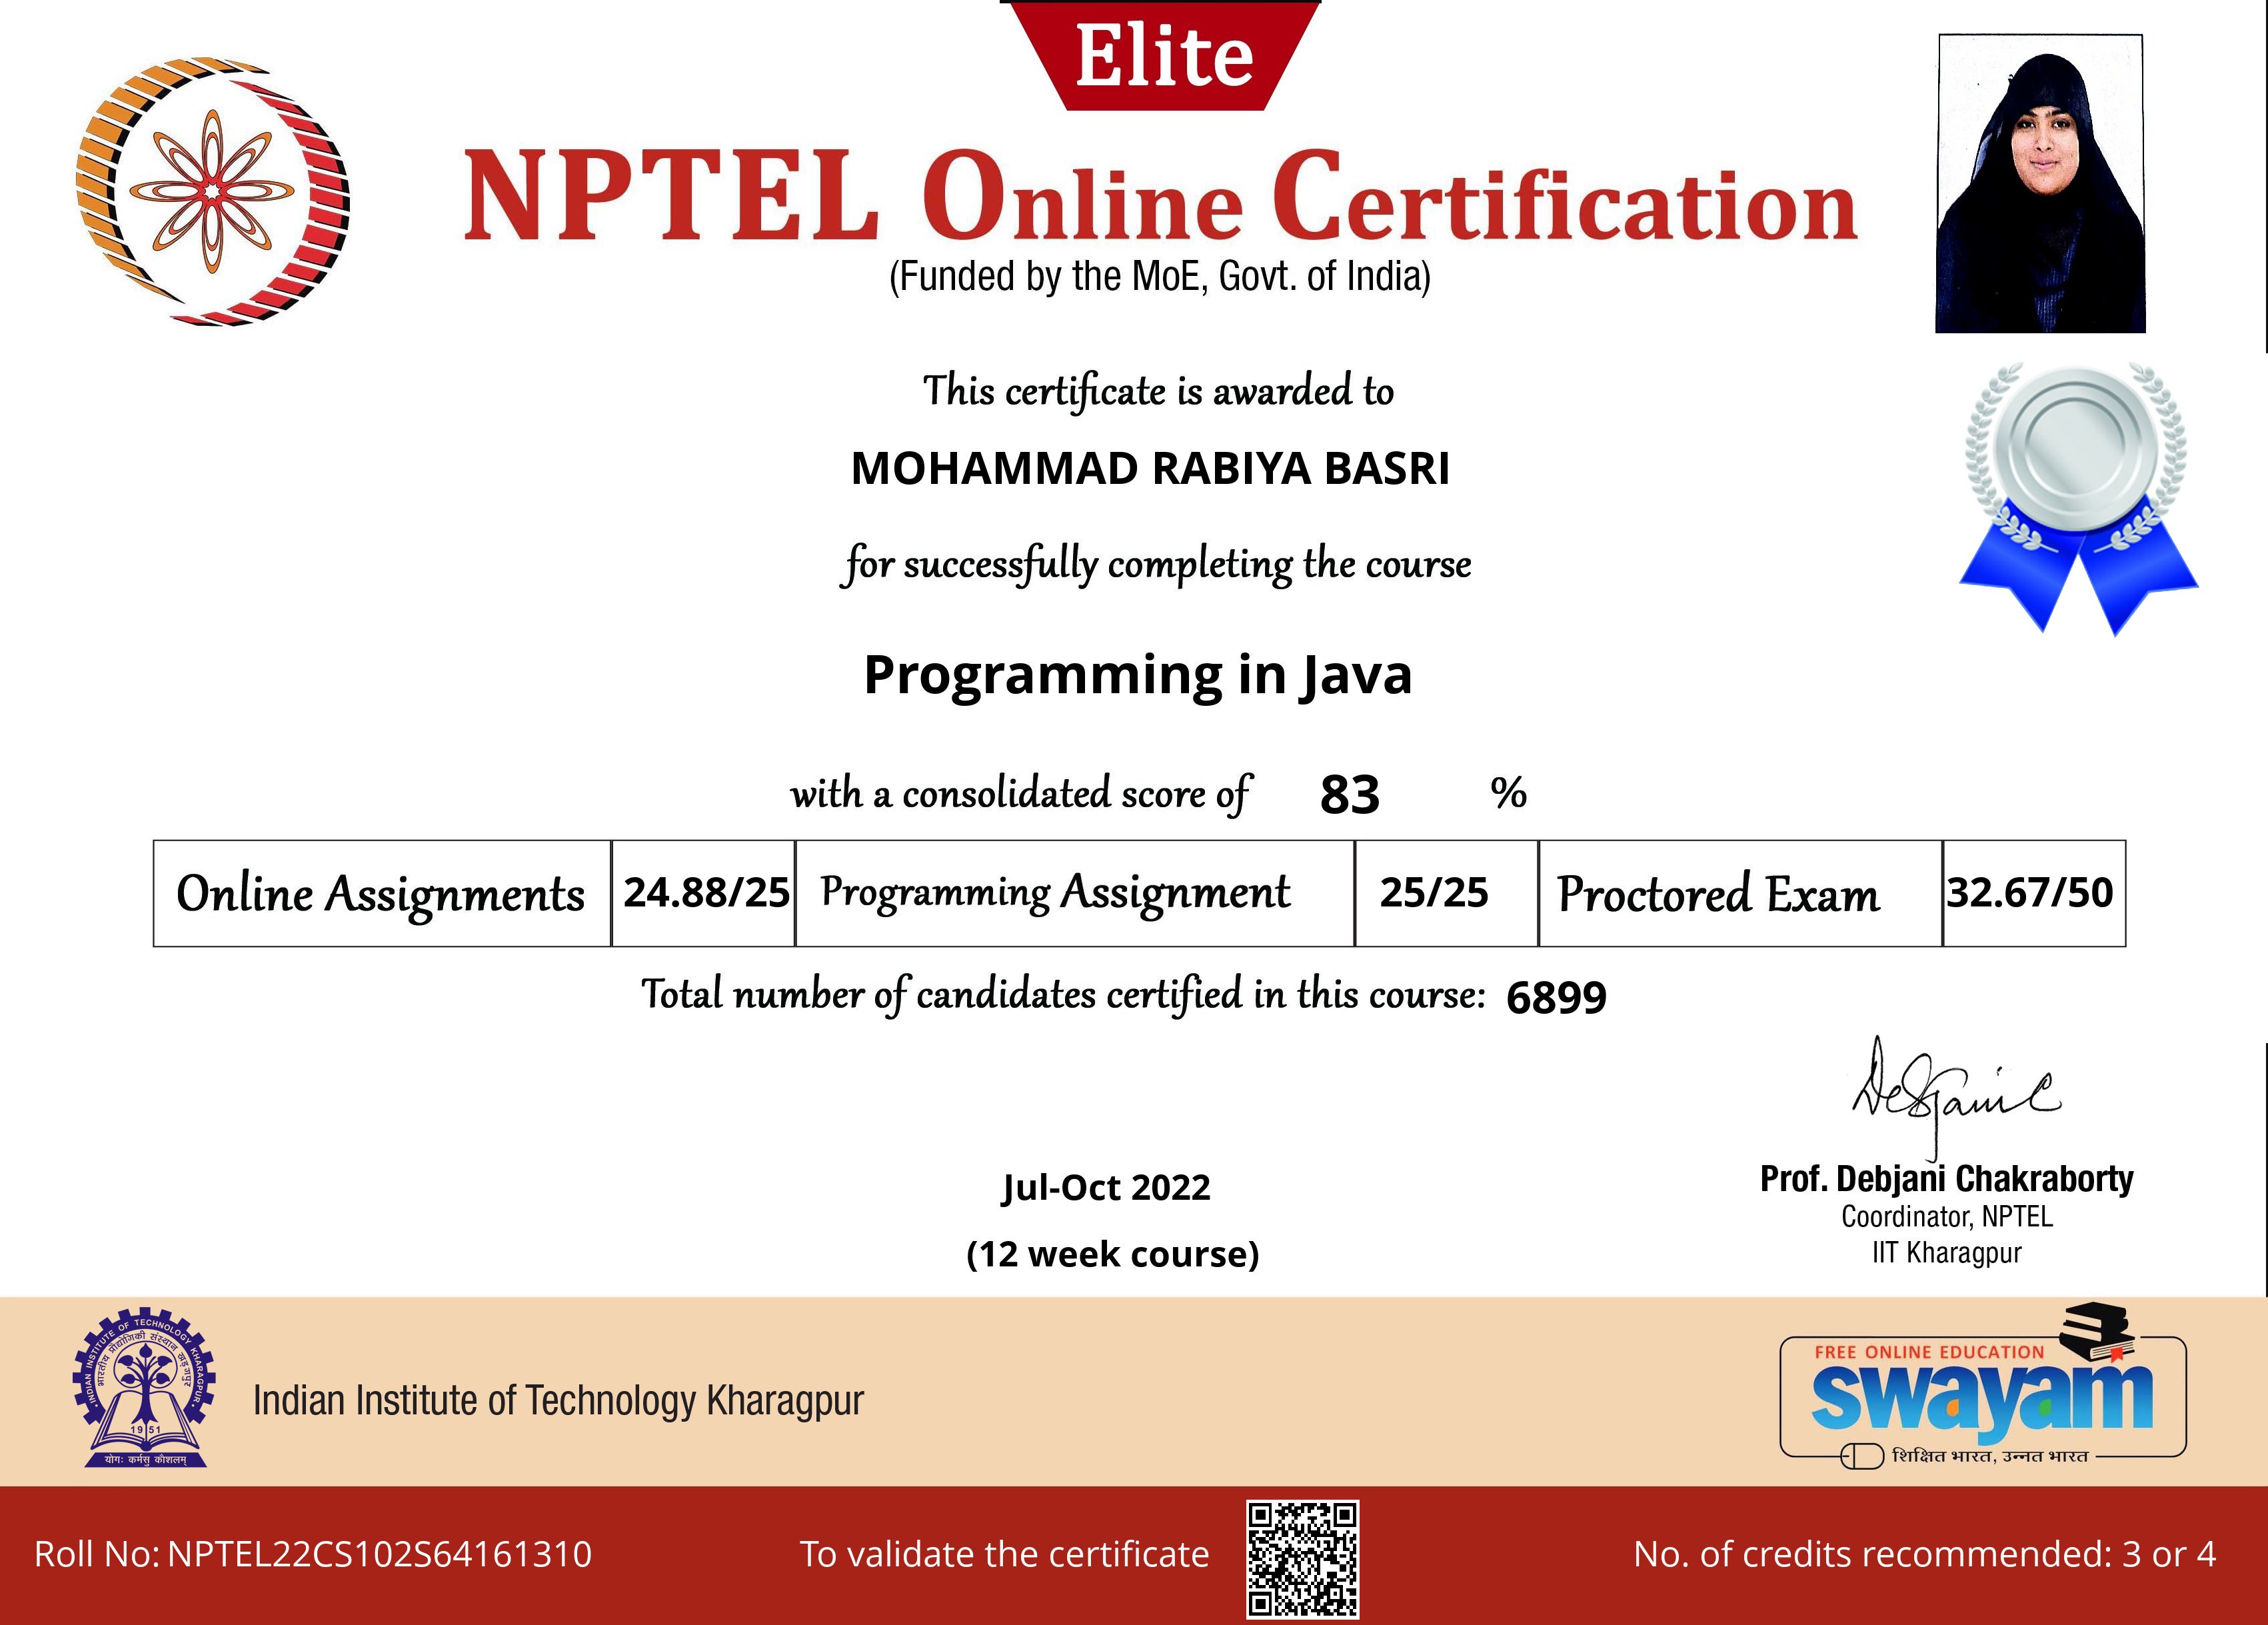 Elite
NPTEL Online Certification
(Funded by the MoE, Govt. of India)
This certificate is awarded to
MOHAMMAD RABIYA BASRI
for successfully completing the course
Programming in Java
with a consolidated score of 83 %
Online Assignments 24.88/25 Programming Assignment 25/25 Proctored Exam 32.67/50
Total number of candidates certified in this course: 6899
Jul-Oct 2022
(12 week course)
Prof. Debjani Chakraborty
Coordinator, NPTEL
IIT Kharagpur
INDIAN INSTITUTE OF TECHNOLOGY KHARAGPUR
भारतीय प्रौद्योगिकी संस्थान खड़गपुर
1951
योगः कर्मसु कौशलम्
Indian Institute of Technology Kharagpur
FREE ONLINE EDUCATION
swayam
शिक्षित भारत, उन्नत भारत
Roll No: NPTEL22CS102S64161310
To validate the certificate
No. of credits recommended: 3 or 4